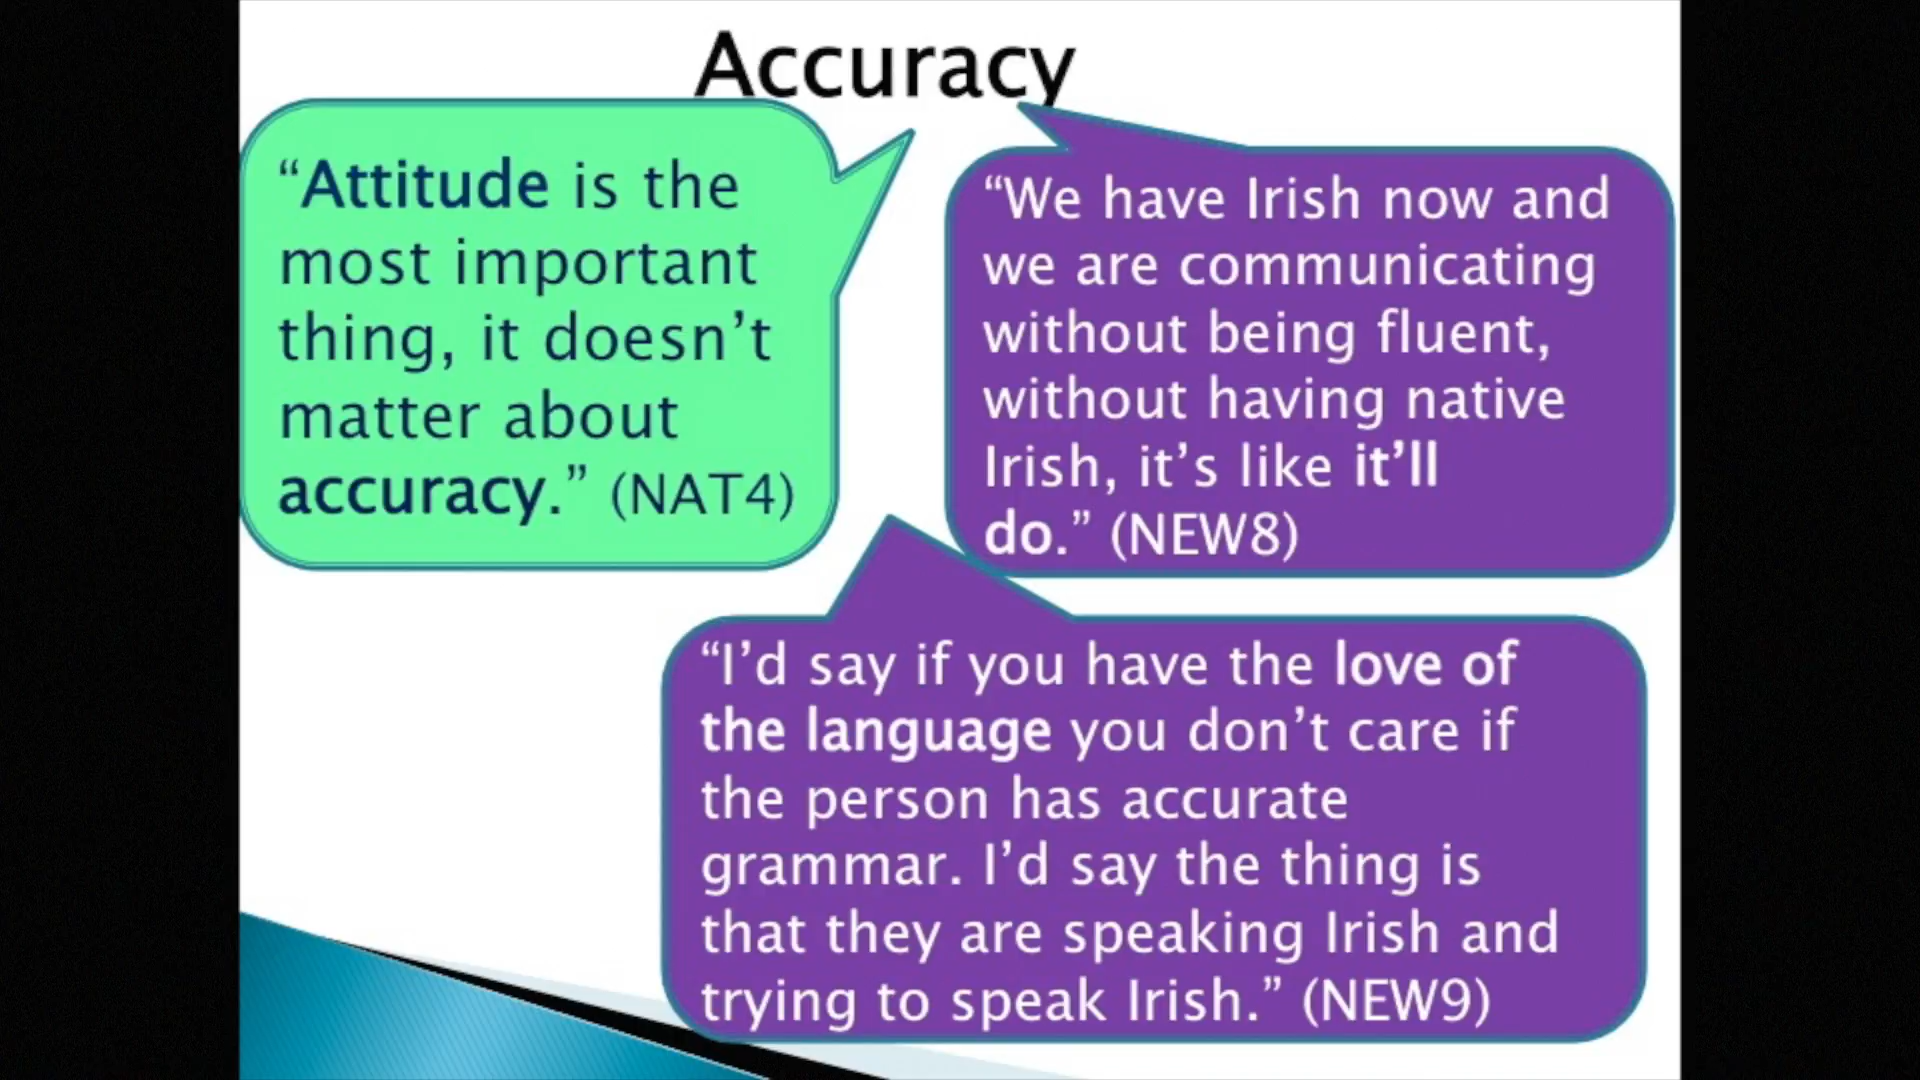 Accuracy
“Attitude is the
most important
thing, it doesn’t
matter about
accuracy.” (NAT4)
“We have Irish now and
we are communicating
without being fluent,
without having native
Irish, it’s like it’ll
do.” (NEW8)
“I’d say if you have the love of
the language you don’t care if
the person has accurate
grammar. I’d say the thing is
that they are speaking Irish and
trying to speak Irish.” (NEW9)